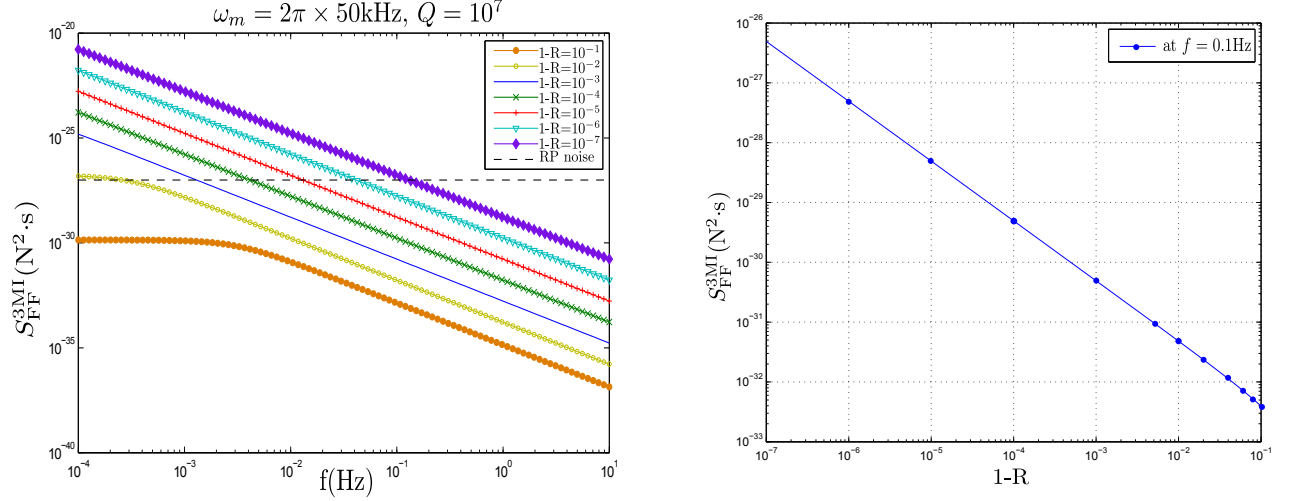 ω_m = 2π × 50kHz, Q = 10^7
S_FF^3MI (N²·s)
10^−20
10^−25
10^−30
10^−35
10^−40
1-R=10^−1
1-R=10^−2
1-R=10^−3
1-R=10^−4
1-R=10^−5
1-R=10^−6
1-R=10^−7
RP noise
10^−4 10^−3 10^−2 10^−1 10^0 10^1
f(Hz)
S_FF^3MI (N²·s)
10^−26
10^−27
10^−28
10^−29
10^−30
10^−31
10^−32
10^−33
at f = 0.1Hz
10^−7 10^−6 10^−5 10^−4 10^−3 10^−2 10^−1
1-R